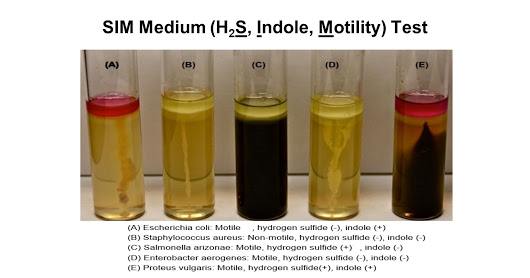 SIM Medium (H₂S, Indole, Motility) Test
(A) (B) (C) (D) (E)
(A) Escherichia coli: Motile , hydrogen sulfide (-), indole (+)
(B) Staphylococcus aureus: Non-motile, hydrogen sulfide (-), indole (-)
(C) Salmonella arizonae: Motile, hydrogen sulfide (+) , indole (-)
(D) Enterobacter aerogenes: Motile, hydrogen sulfide (-), indole (-)
(E) Proteus vulgaris: Motile, hydrogen sulfide(+), indole (+)